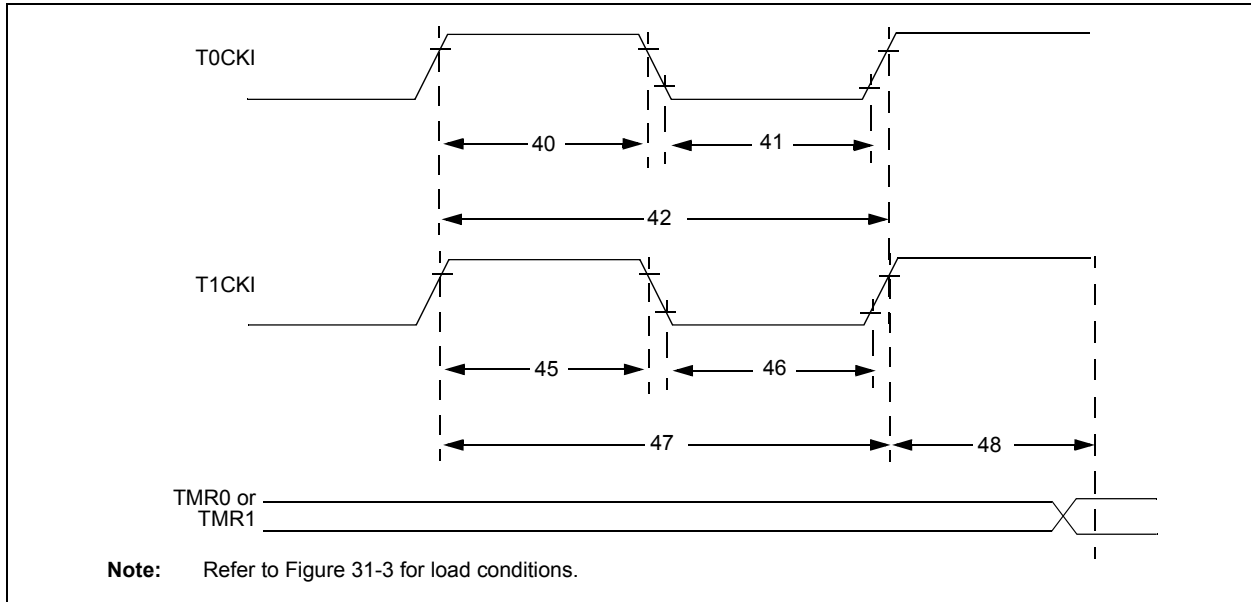 T0CKI
40
41
42
T1CKI
45
46
47
48
TMR0 or
TMR1
Note: Refer to Figure 31-3 for load conditions.